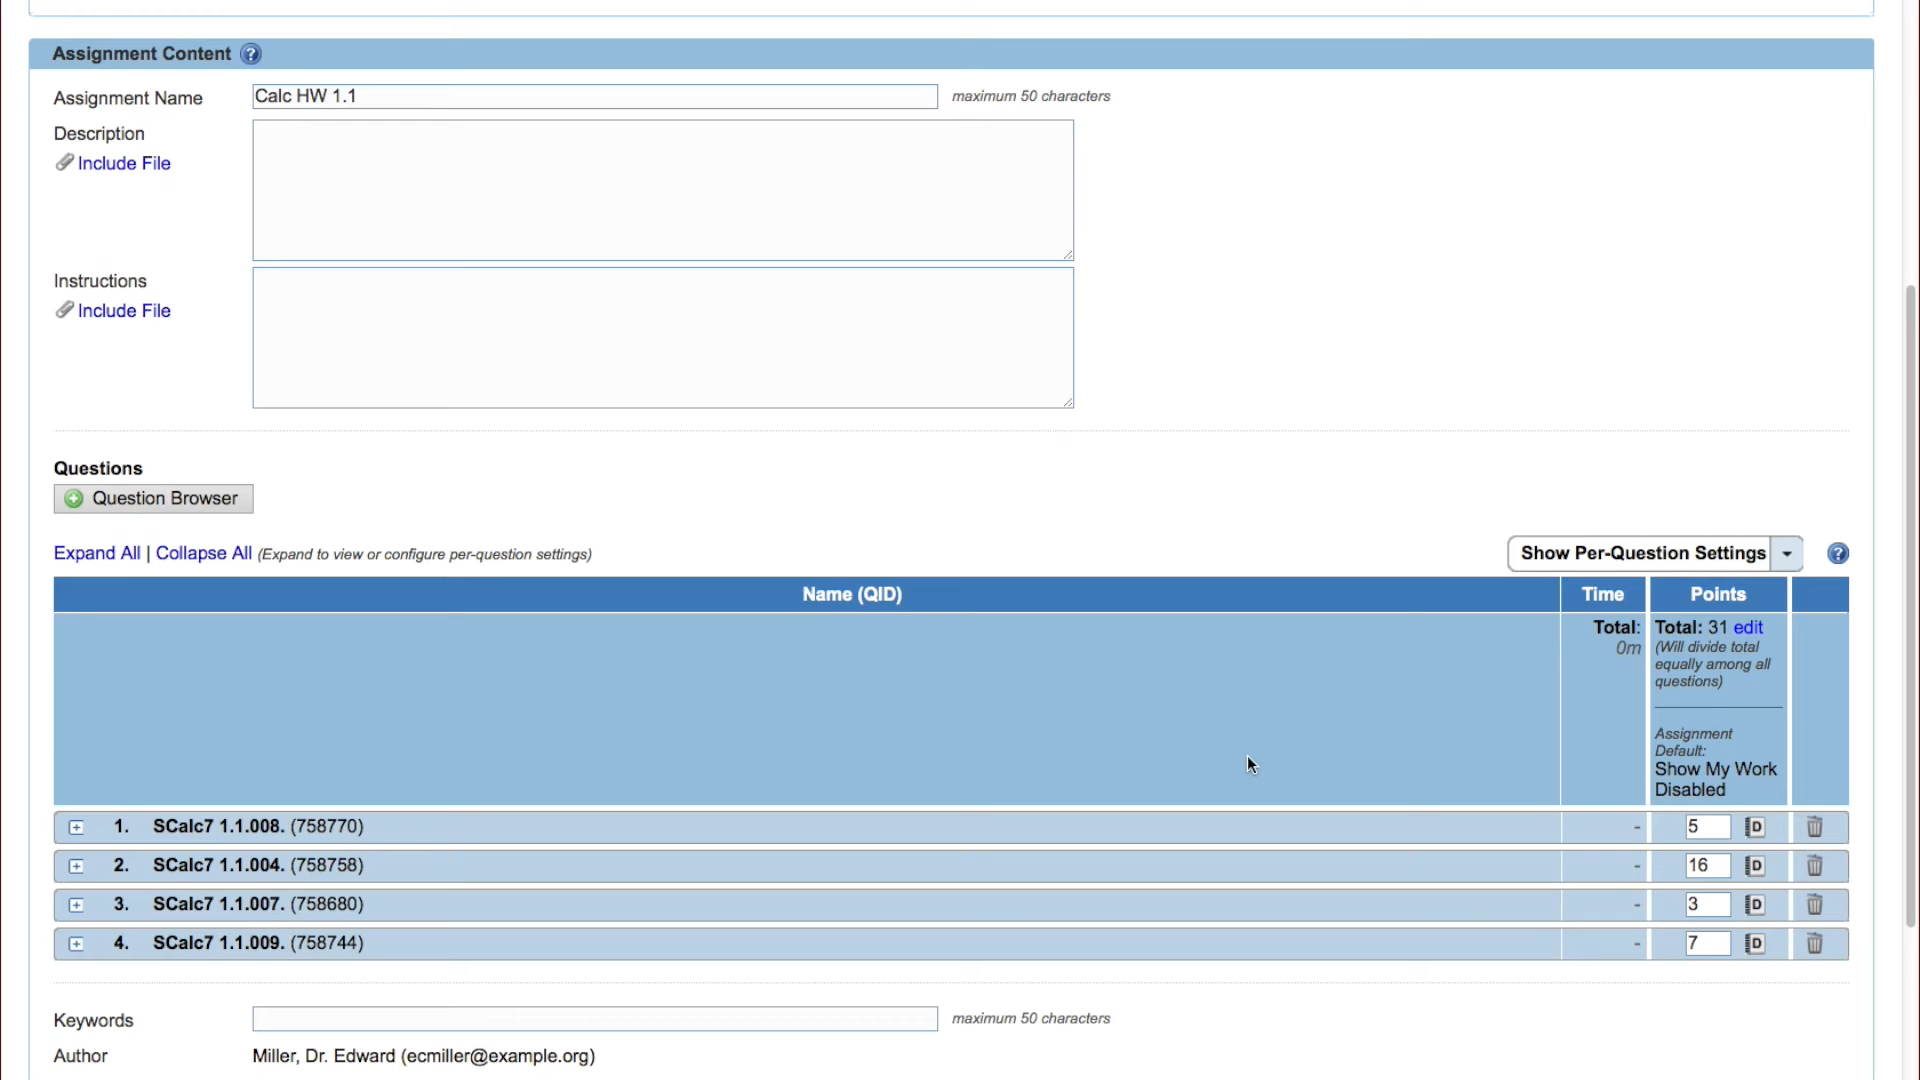 Assignment Content
Assignment Name Calc HW 1.1 maximum 50 characters
Description
Include File
Instructions
Include File
Questions
Question Browser
Expand All | Collapse All (Expand to view or configure per-question settings) Show Per-Question Settings
Name (QID) Time Points
Total: Total: 31 edit
0m (Will divide total
equally among all
questions)
Assignment
Default:
Show My Work
Disabled
1. SCalc7 1.1.008. (758770) - 5 D
2. SCalc7 1.1.004. (758758) - 16 D
3. SCalc7 1.1.007. (758680) - 3 D
4. SCalc7 1.1.009. (758744) - 7 D
Keywords maximum 50 characters
Author Miller, Dr. Edward (ecmiller@example.org)